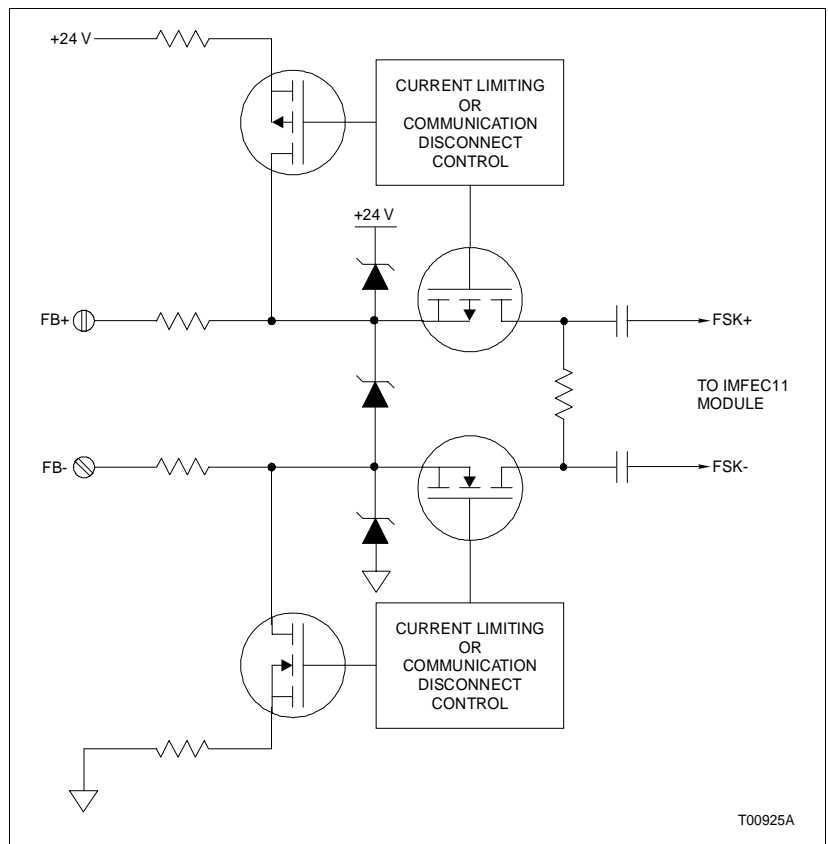 +24 V
CURRENT LIMITING
OR
COMMUNICATION
DISCONNECT
CONTROL
+24 V
FB+
FSK+
TO IMFEC11
MODULE
FB-
FSK-
CURRENT LIMITING
OR
COMMUNICATION
DISCONNECT
CONTROL
T00925A